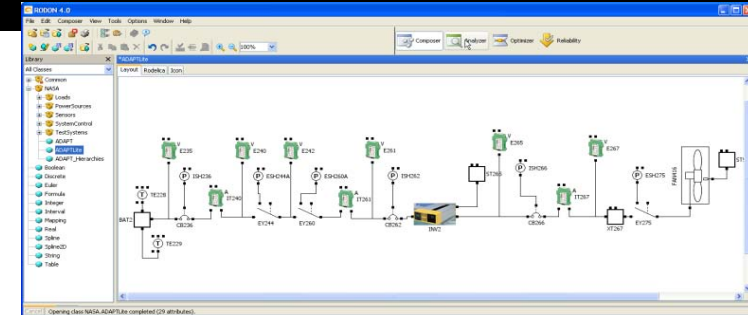 RODON 4.0
File Edit Composer View Tools Options Window Help
100%
Composer Analyzer Optimizer Reliability
Library
*ADAPTLite
All Classes
Layout Rodelica Icon
Common
NASA
Loads
PowerSources
Sensors
SystemControl
TestSystems
ADAPT
ADAPTLite
ADAPT_Hierarchies
Boolean
Discrete
Euler
Formula
Integer
Interval
Mapping
Real
Spline
Spline2D
String
Table
V V V V V V
E235 E240 E242 E261 E265 E267
P ISH236 P ESH244A P ESH260A P ISH262 P ISH266 P ESH275
T TE228
A A A
IT240 IT261 IT267
ST265
FAN416
BAT2
CB236 EY244 EY260 CB262 INV2 CB266 XT267 EY275
T TE229
Cancel Opening class NASA.ADAPTLite completed (29 attributes).